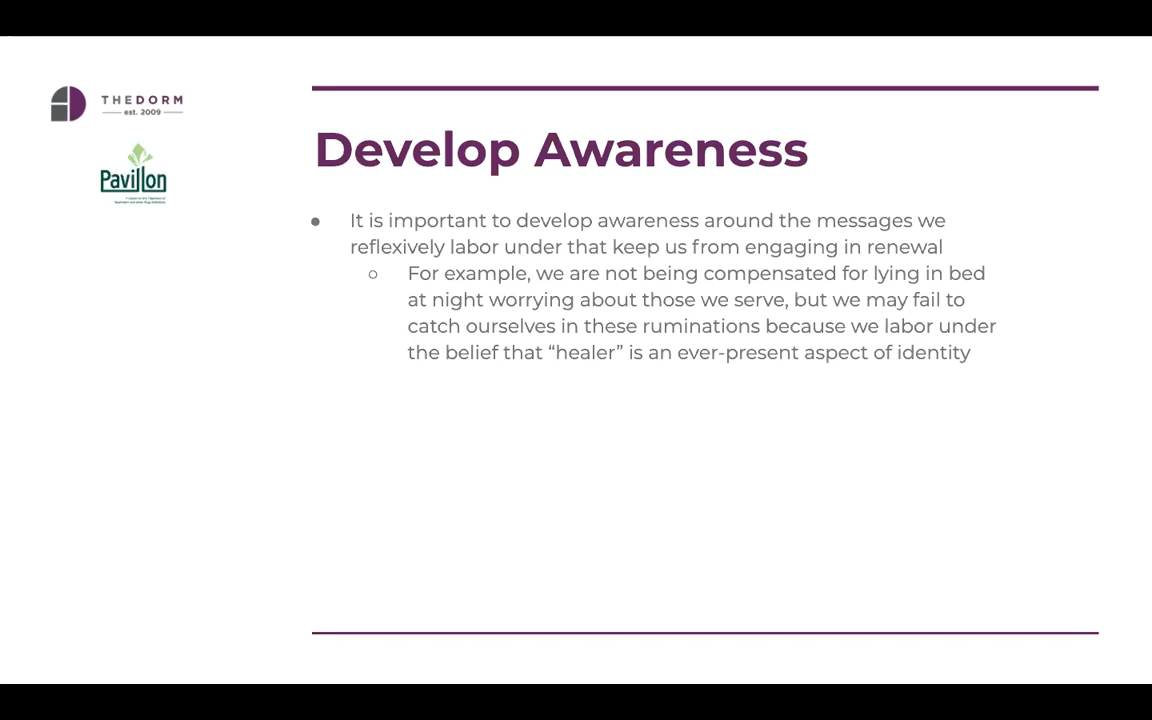 THEDORM
est. 2009
Pavillon
Develop Awareness
● It is important to develop awareness around the messages we
reflexively labor under that keep us from engaging in renewal
○ For example, we are not being compensated for lying in bed
at night worrying about those we serve, but we may fail to
catch ourselves in these ruminations because we labor under
the belief that “healer” is an ever-present aspect of identity